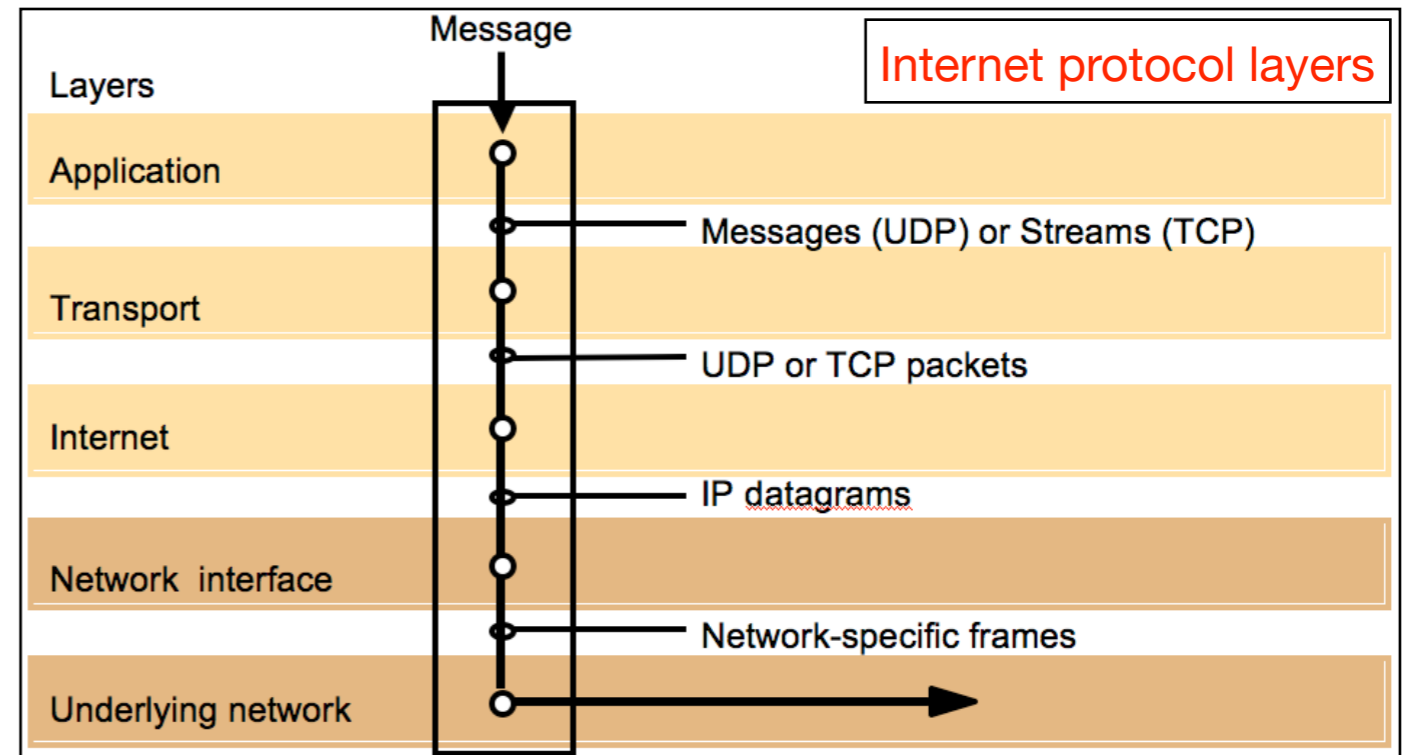 Message
Internet protocol layers
Layers
Application
Messages (UDP) or Streams (TCP)
Transport
UDP or TCP packets
Internet
IP datagrams
Network interface
Network-specific frames
Underlying network